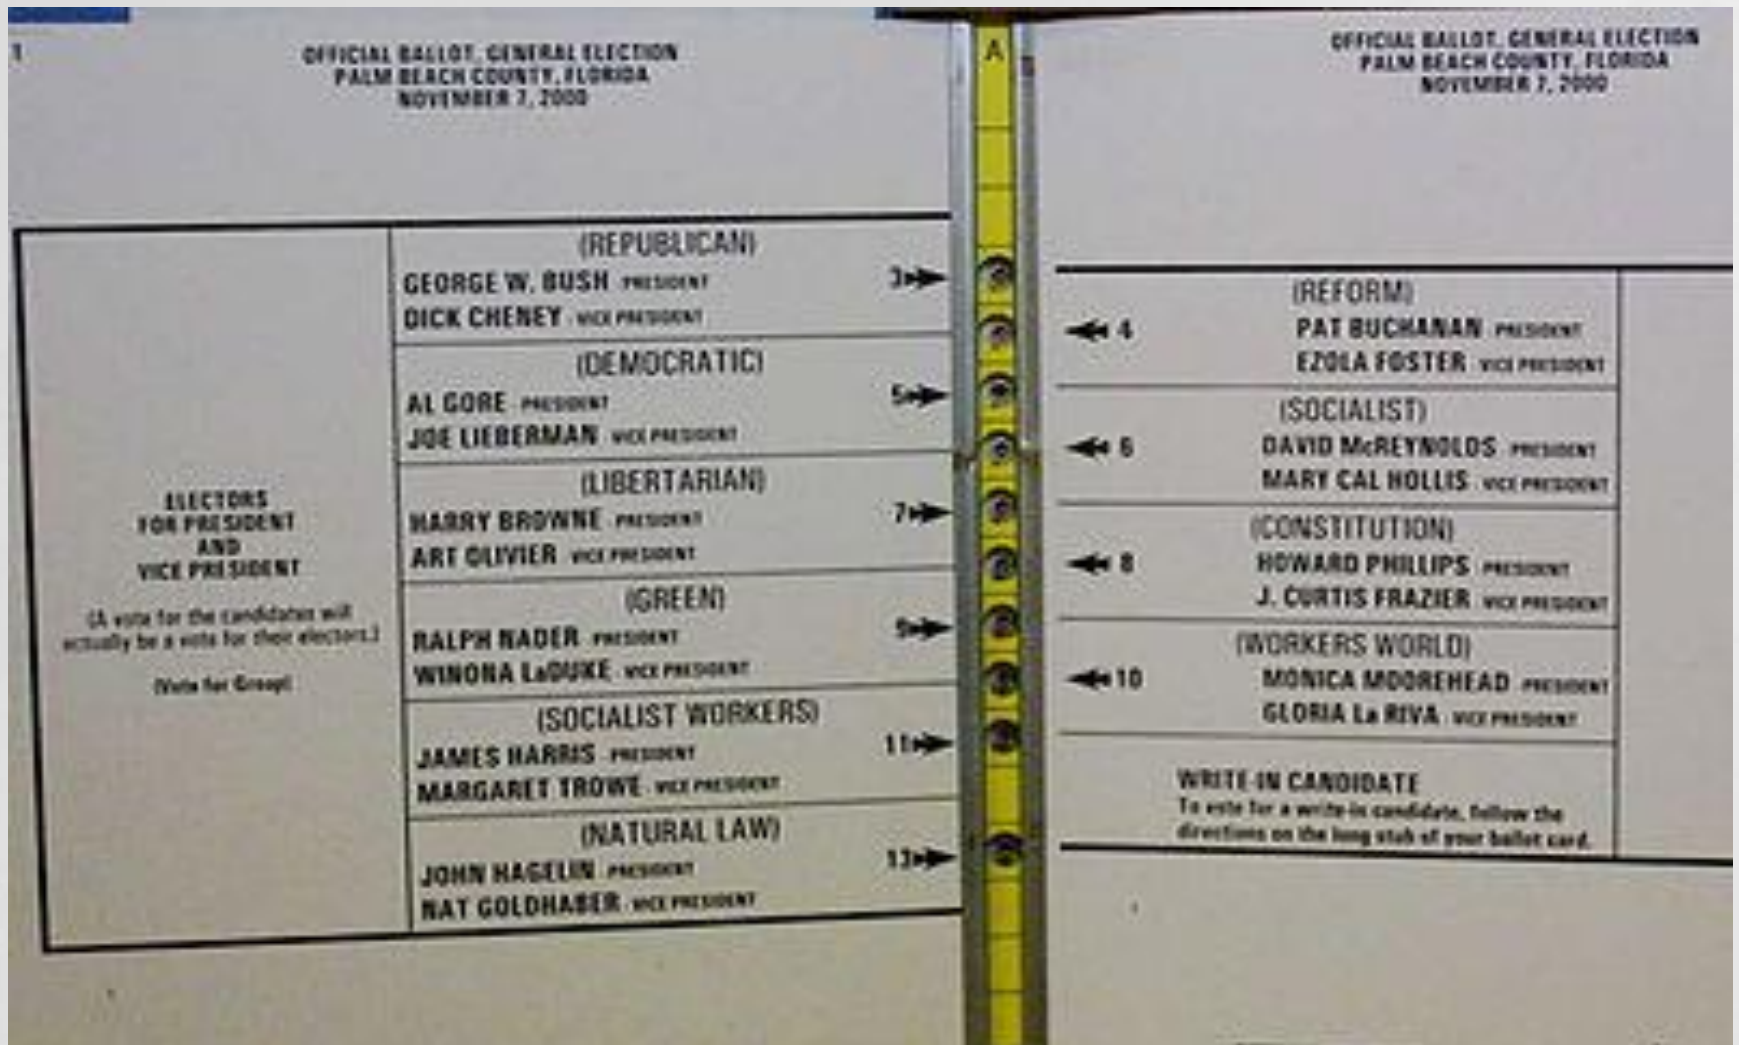 1
OFFICIAL BALLOT, GENERAL ELECTION
PALM BEACH COUNTY, FLORIDA
NOVEMBER 7, 2000
ELECTORS
FOR PRESIDENT
AND
VICE PRESIDENT
(A vote for the candidates will
actually be a vote for their electors.)
(Vote for Group)
(REPUBLICAN)
GEORGE W. BUSH PRESIDENT 3
DICK CHENEY VICE PRESIDENT
(DEMOCRATIC)
AL GORE PRESIDENT 5
JOE LIEBERMAN VICE PRESIDENT
(LIBERTARIAN)
HARRY BROWNE PRESIDENT 7
ART OLIVIER VICE PRESIDENT
(GREEN)
RALPH NADER PRESIDENT 9
WINONA LaDUKE VICE PRESIDENT
(SOCIALIST WORKERS)
JAMES HARRIS PRESIDENT 11
MARGARET TROWE VICE PRESIDENT
(NATURAL LAW)
JOHN HAGELIN PRESIDENT 13
NAT GOLDHABER VICE PRESIDENT
A
OFFICIAL BALLOT, GENERAL ELECTION
PALM BEACH COUNTY, FLORIDA
NOVEMBER 7, 2000
(REFORM)
4 PAT BUCHANAN PRESIDENT
EZOLA FOSTER VICE PRESIDENT
(SOCIALIST)
6 DAVID McREYNOLDS PRESIDENT
MARY CAL HOLLIS VICE PRESIDENT
(CONSTITUTION)
8 HOWARD PHILLIPS PRESIDENT
J. CURTIS FRAZIER VICE PRESIDENT
(WORKERS WORLD)
10 MONICA MOOREHEAD PRESIDENT
GLORIA La RIVA VICE PRESIDENT
WRITE-IN CANDIDATE
To vote for a write-in candidate, follow the
directions on the long stub of your ballot card.